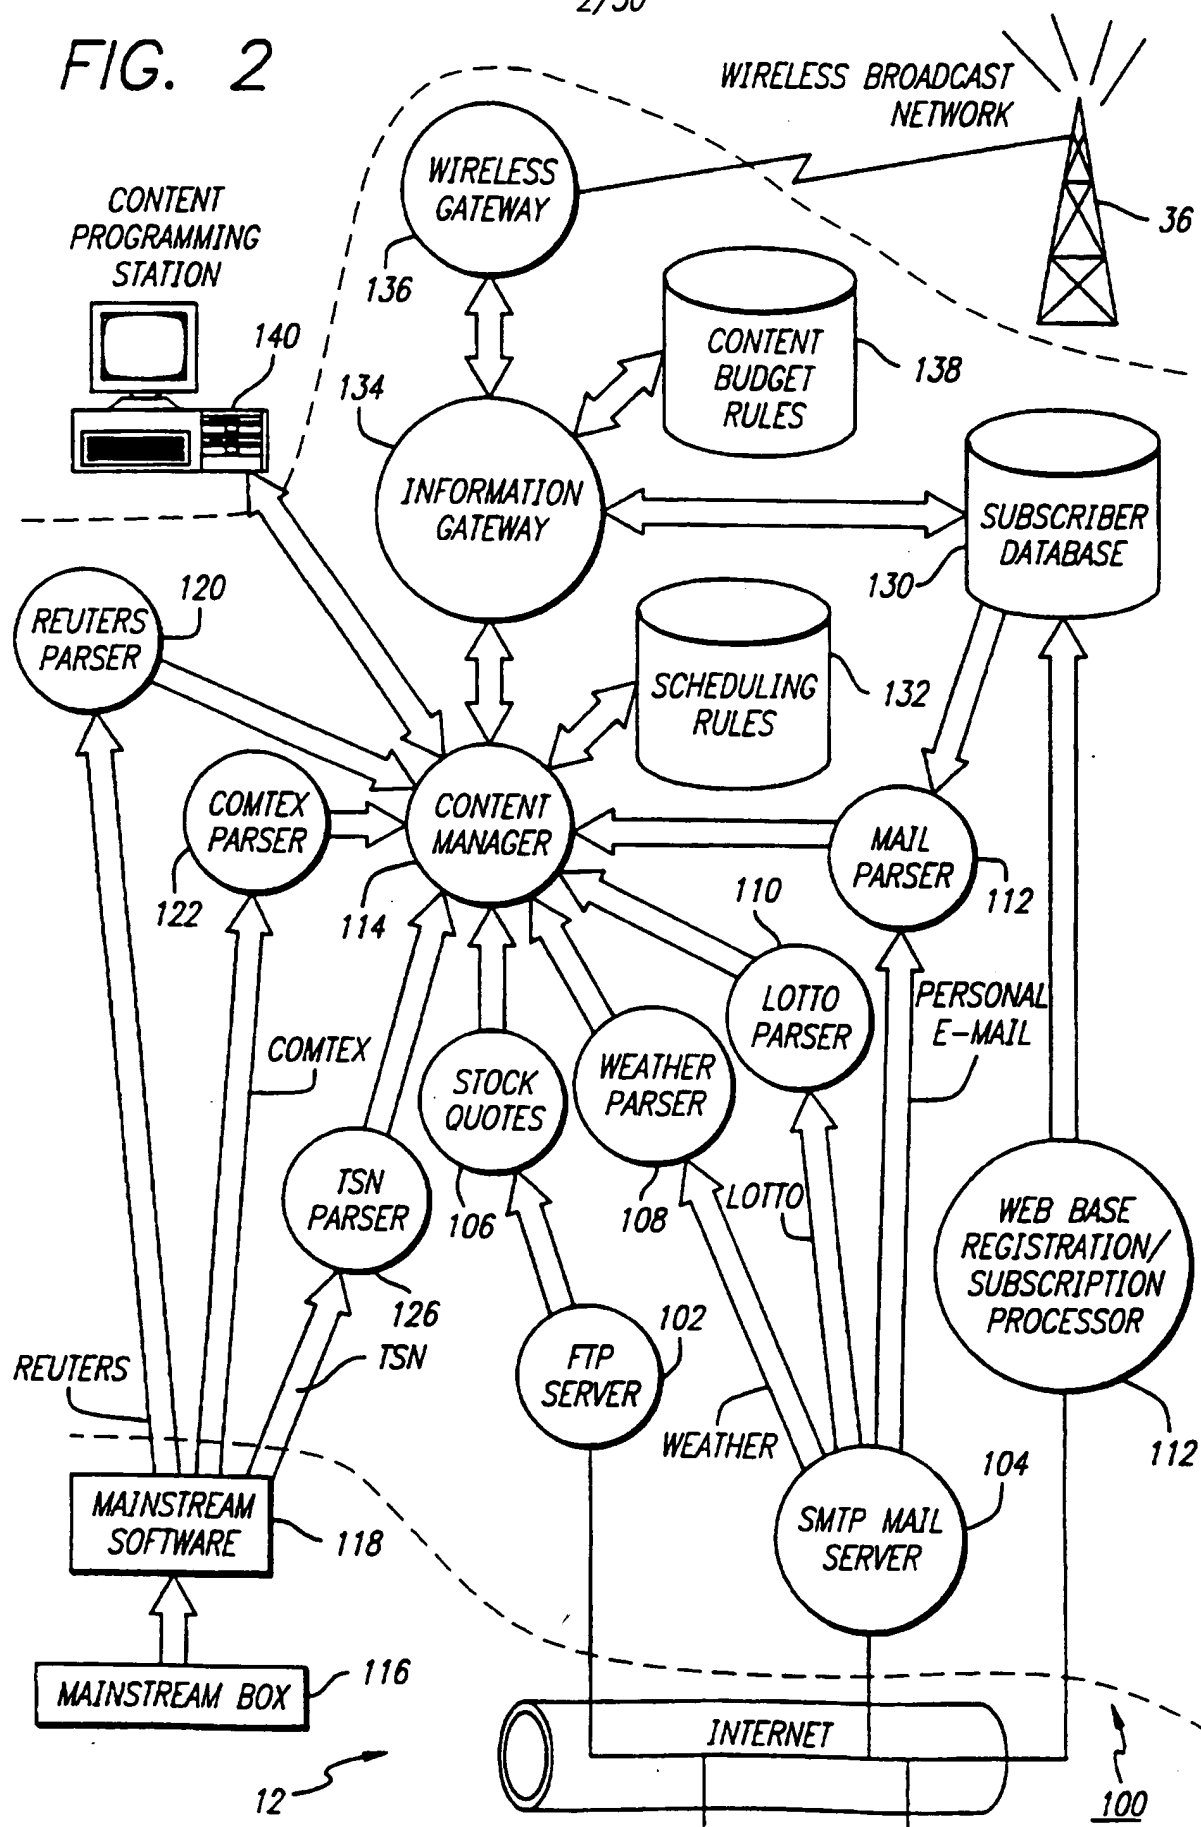 2/50
FIG. 2
WIRELESS BROADCAST
NETWORK
36
WIRELESS
GATEWAY
136
CONTENT
PROGRAMMING
STATION
140
134
CONTENT
BUDGET
RULES
138
INFORMATION
GATEWAY
SUBSCRIBER
DATABASE
130
120
REUTERS
PARSER
SCHEDULING
RULES
132
COMTEX
PARSER
122
CONTENT
MANAGER
114
MAIL
PARSER
112
110
LOTTO
PARSER
PERSONAL
E-MAIL
COMTEX
STOCK
QUOTES
106
WEATHER
PARSER
108
LOTTO
TSN
PARSER
126
TSN
WEB BASE
REGISTRATION/
SUBSCRIPTION
PROCESSOR
112
REUTERS
FTP
SERVER
102
WEATHER
104
SMTP MAIL
SERVER
MAINSTREAM
SOFTWARE
118
MAINSTREAM BOX
116
INTERNET
12
100